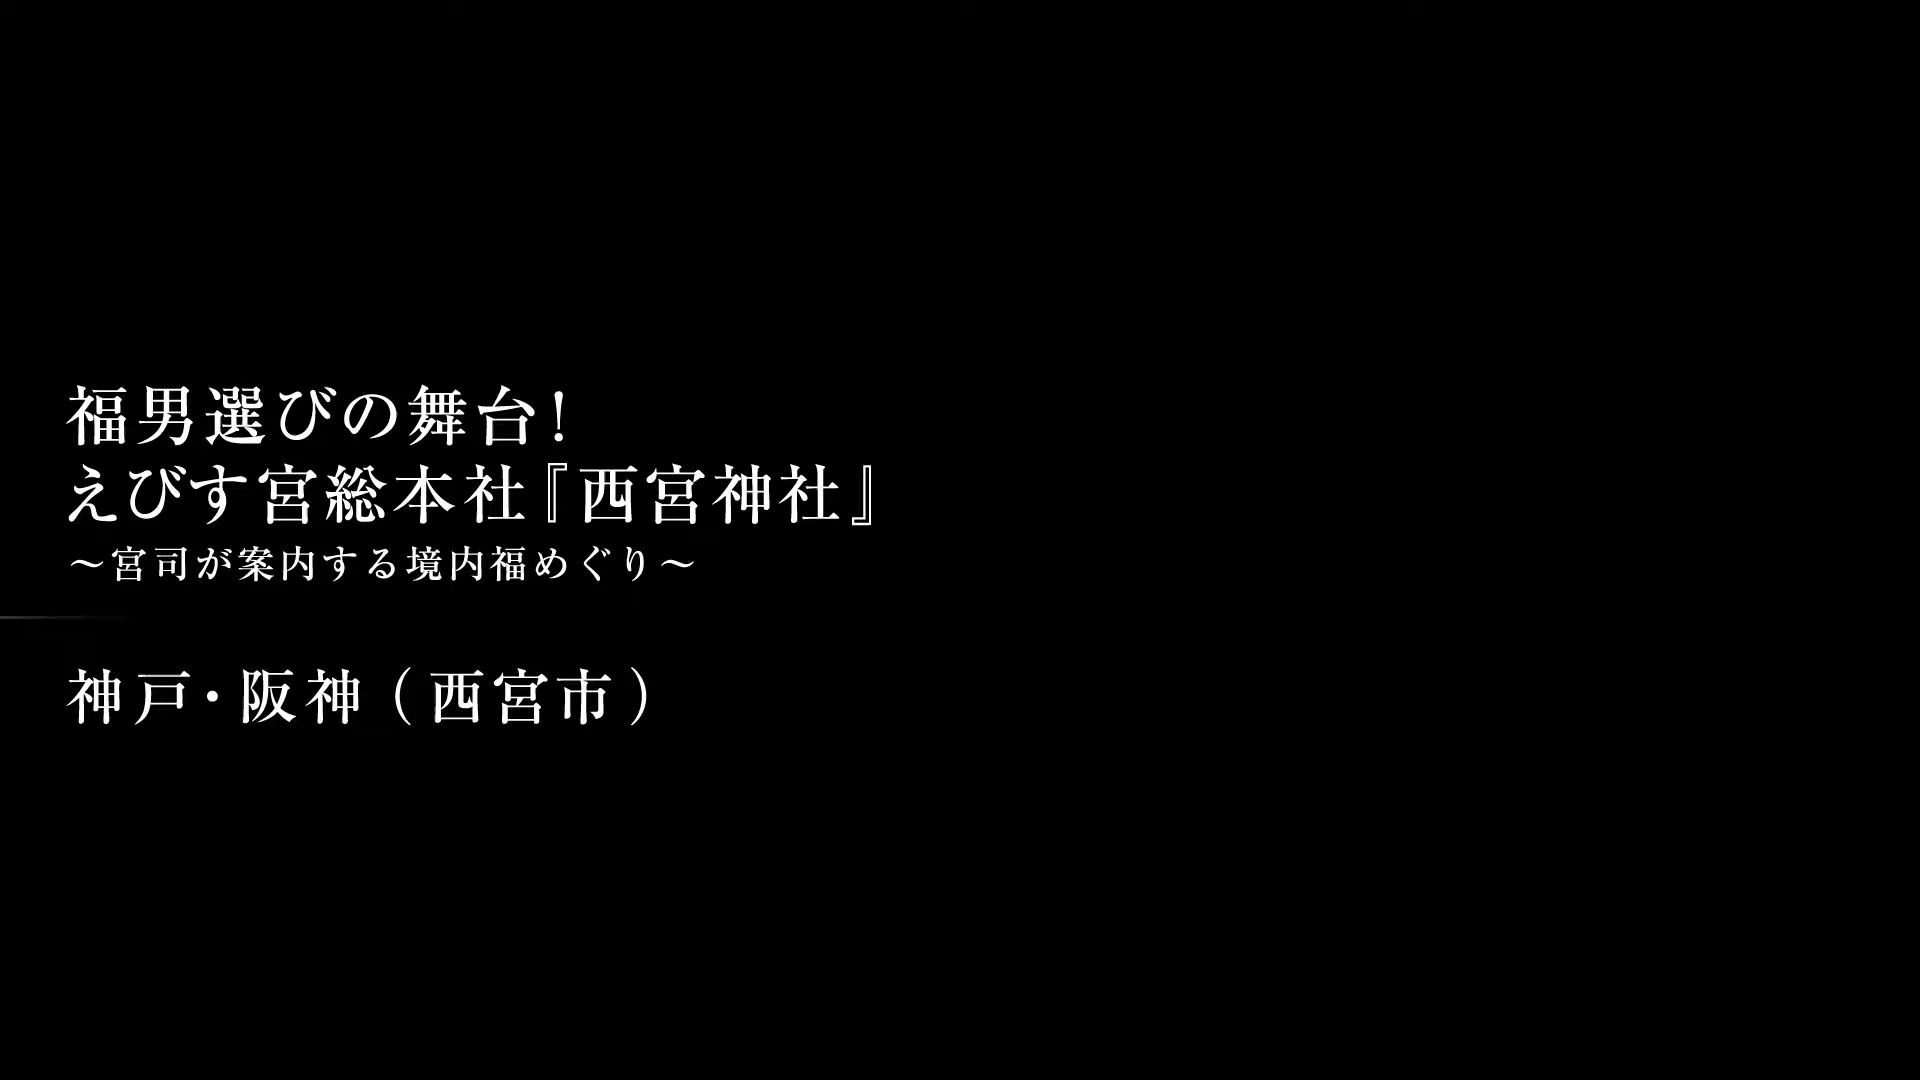 福男選びの舞台!
えびす宮総本社『西宮神社』
～宮司が案内する境内福めぐり～
神戸・阪神（西宮市）